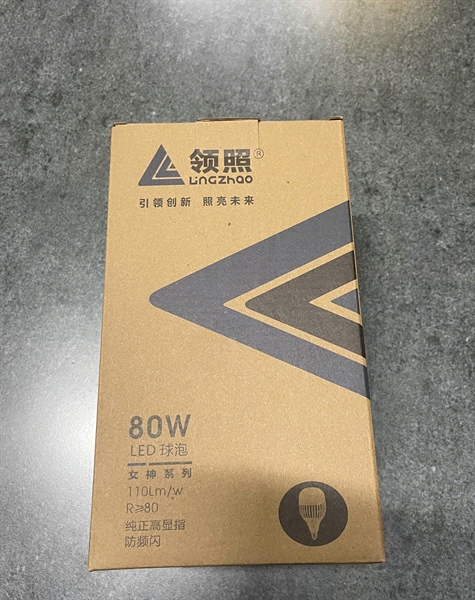 领照®
LINGZhao
引领创新 照亮未来
80W
LED 球泡
女神系列
110Lm/w
R≥80
纯正高显指
防频闪